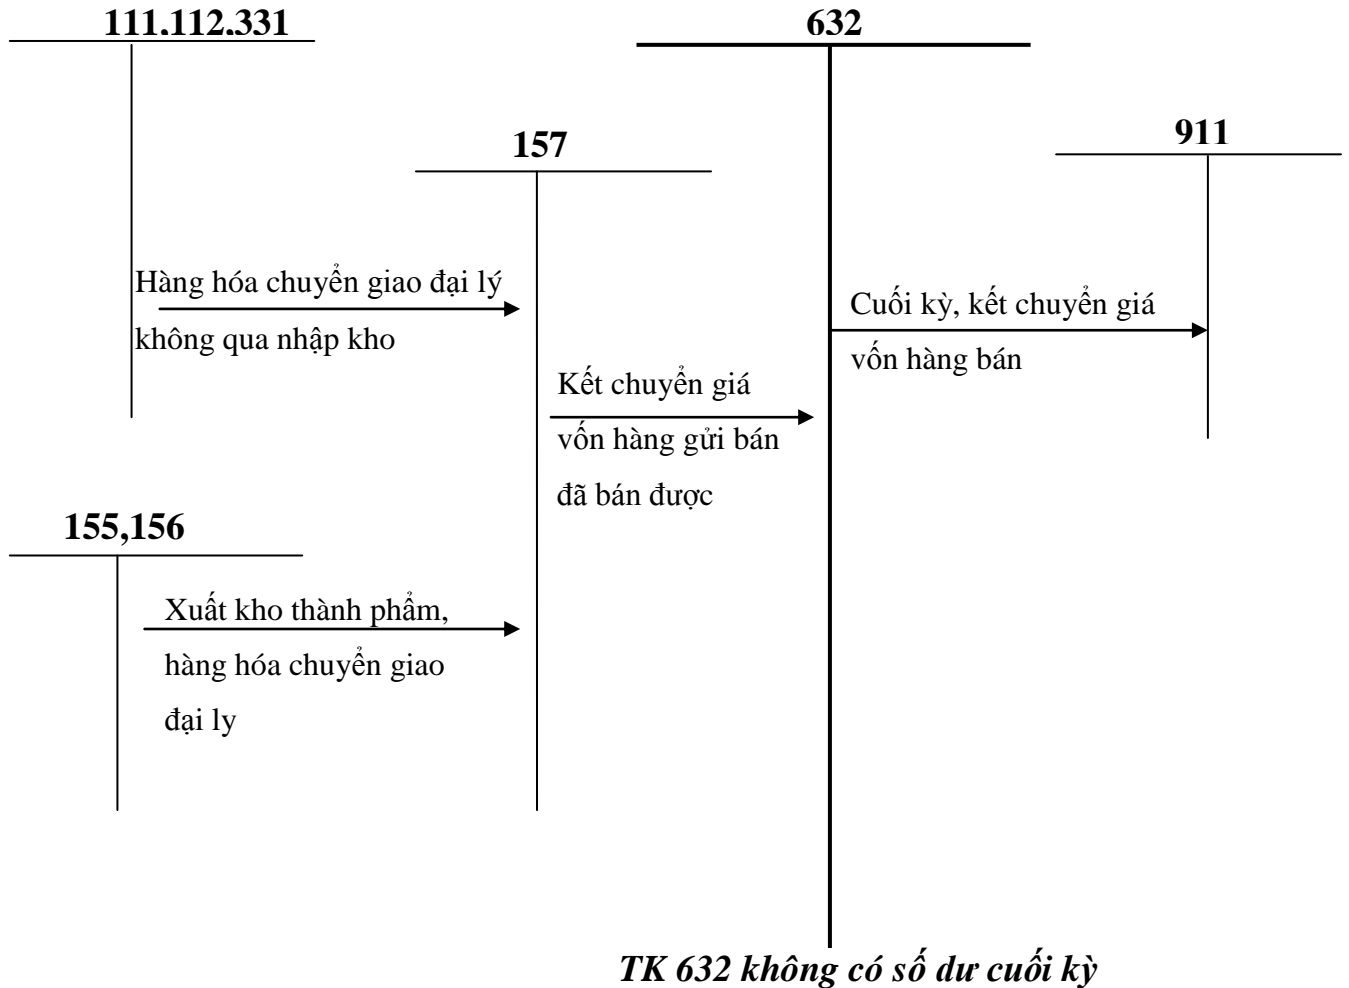 111,112,331
632
157
911
Hàng hóa chuyển giao đại lý
không qua nhập kho
Cuối kỳ, kết chuyển giá
vốn hàng bán
Kết chuyển giá
vốn hàng gửi bán
đã bán được
155,156
Xuất kho thành phẩm,
hàng hóa chuyển giao
đại ly
TK 632 không có số dư cuối kỳ